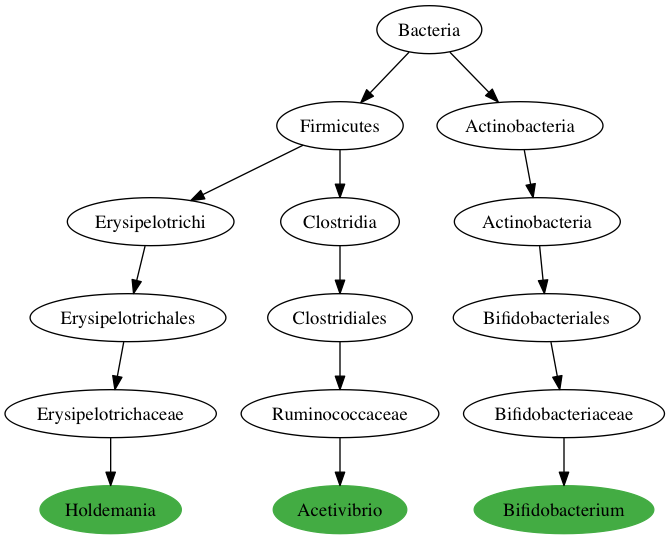 Bacteria
Firmicutes
Actinobacteria
Erysipelotrichi
Clostridia
Actinobacteria
Erysipelotrichales
Clostridiales
Bifidobacteriales
Erysipelotrichaceae
Ruminococcaceae
Bifidobacteriaceae
Holdemania
Acetivibrio
Bifidobacterium